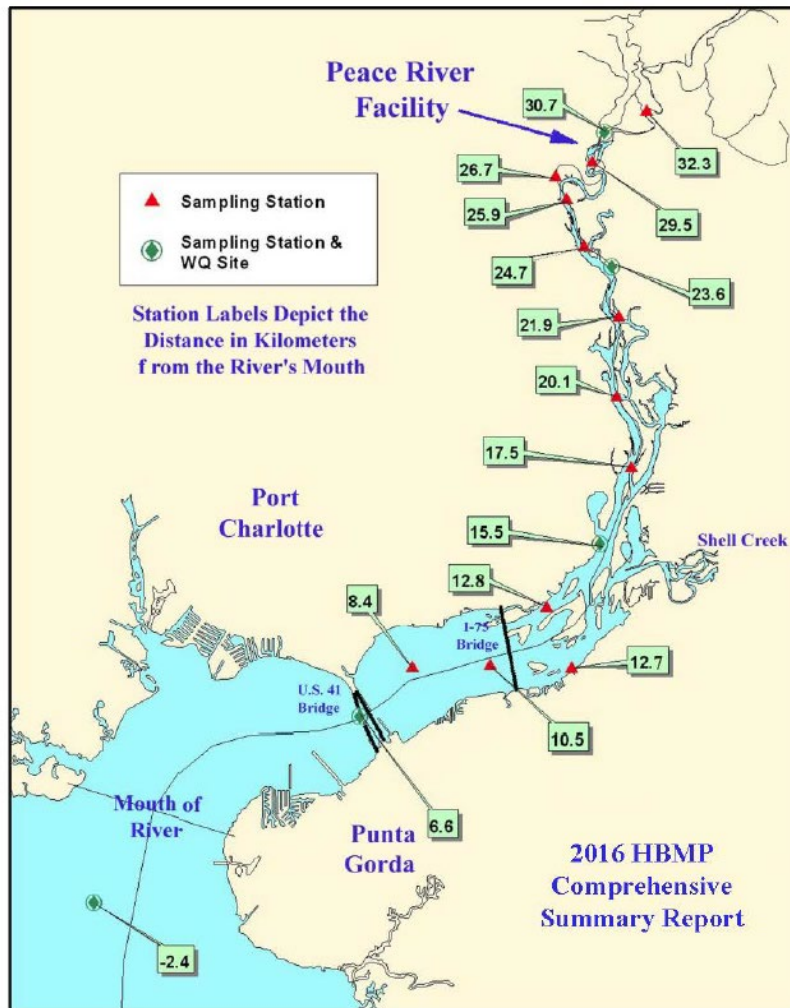 Peace River
Facility
30.7
32.3
26.7
29.5
25.9
Sampling Station
Sampling Station &
WQ Site
24.7
23.6
Station Labels Depict the
Distance in Kilometers
f rom the River's Mouth
21.9
20.1
17.5
Port
Charlotte
15.5
Shell Creek
12.8
8.4
I-75
Bridge
12.7
U.S. 41
Bridge
10.5
Mouth of
River
6.6
Punta
Gorda
2016 HBMP
Comprehensive
Summary Report
-2.4